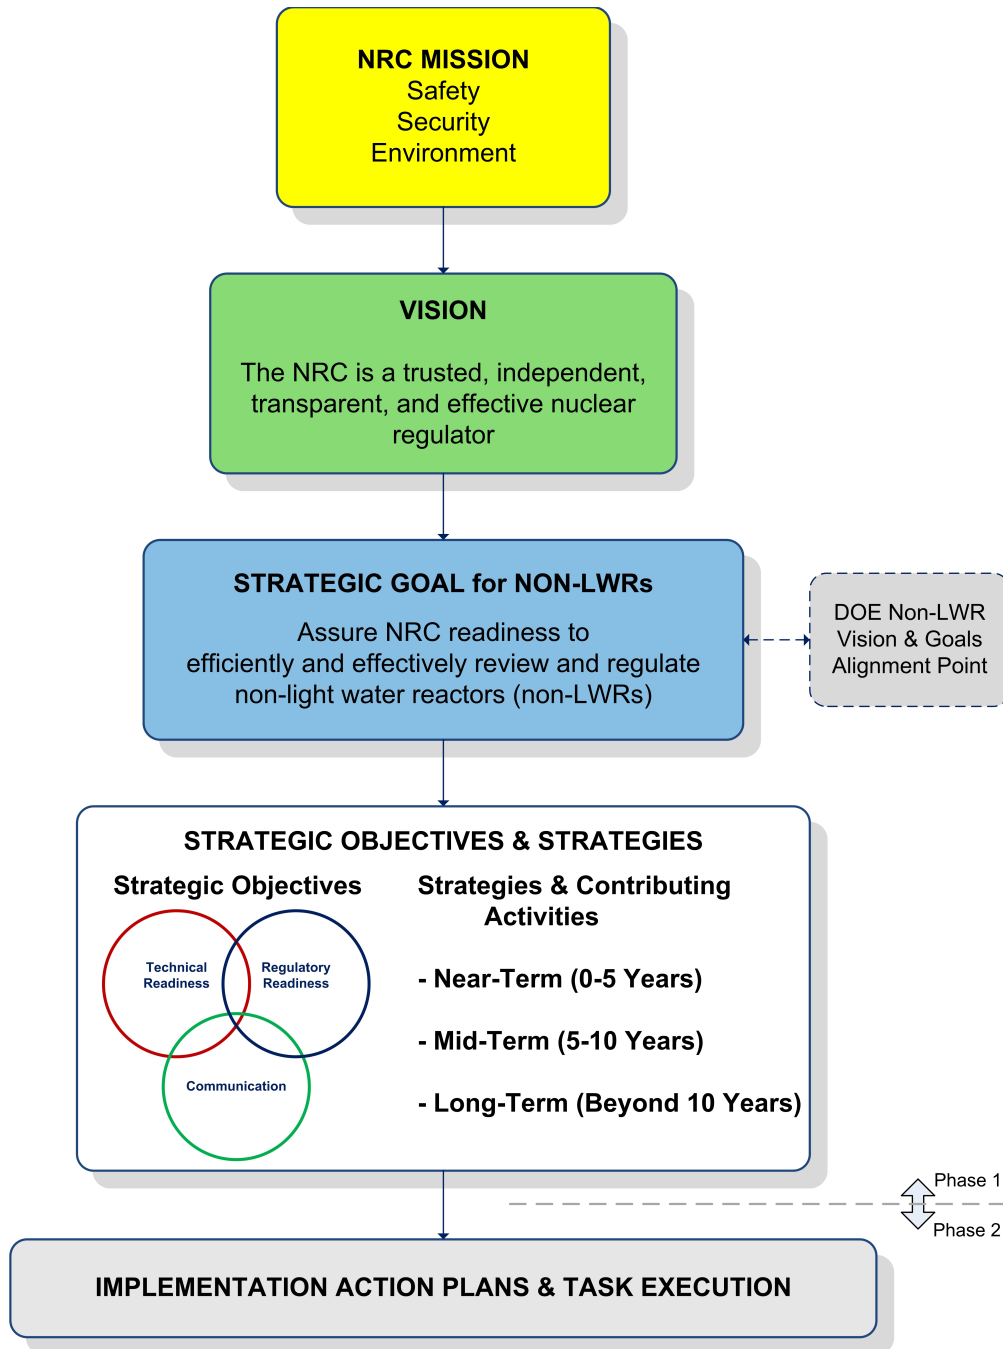 NRC MISSION
Safety
Security
Environment
VISION
The NRC is a trusted, independent,
transparent, and effective nuclear
regulator
STRATEGIC GOAL for NON-LWRs
Assure NRC readiness to
efficiently and effectively review and regulate
non-light water reactors (non-LWRs)
DOE Non-LWR
Vision & Goals
Alignment Point
STRATEGIC OBJECTIVES & STRATEGIES
Strategic Objectives
Technical
Readiness
Regulatory
Readiness
Communication
Strategies & Contributing
Activities
- Near-Term (0-5 Years)
- Mid-Term (5-10 Years)
- Long-Term (Beyond 10 Years)
Phase 1
Phase 2
IMPLEMENTATION ACTION PLANS & TASK EXECUTION